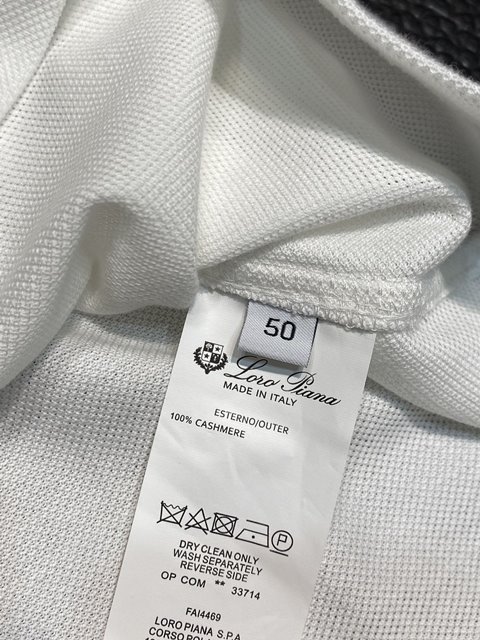 50
Loro Piana
MADE IN ITALY
ESTERNO/OUTER
100% CASHMERE
P
DRY CLEAN ONLY
WASH SEPARATELY
REVERSE SIDE
OP COM ** 33714
FAI4469
LORO PIANA S.P.A
CORSO